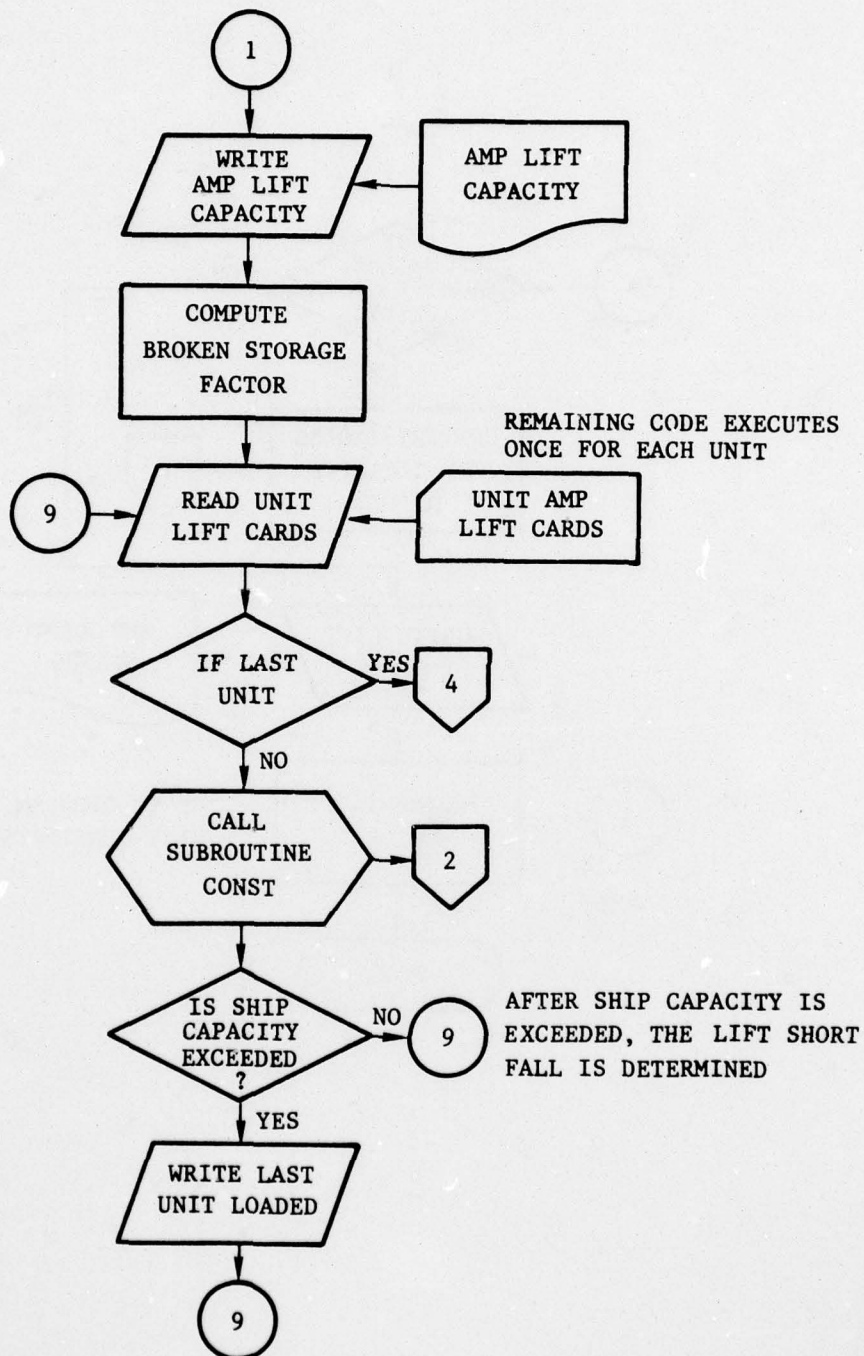 1
WRITE
AMP LIFT
CAPACITY
AMP LIFT
CAPACITY
COMPUTE
BROKEN STORAGE
FACTOR
REMAINING CODE EXECUTES
ONCE FOR EACH UNIT
9
READ UNIT
LIFT CARDS
UNIT AMP
LIFT CARDS
IF LAST
UNIT
YES
4
NO
CALL
SUBROUTINE
CONST
2
IS SHIP
CAPACITY
EXCEEDED
?
NO
9
AFTER SHIP CAPACITY IS
EXCEEDED, THE LIFT SHORT
FALL IS DETERMINED
YES
WRITE LAST
UNIT LOADED
9